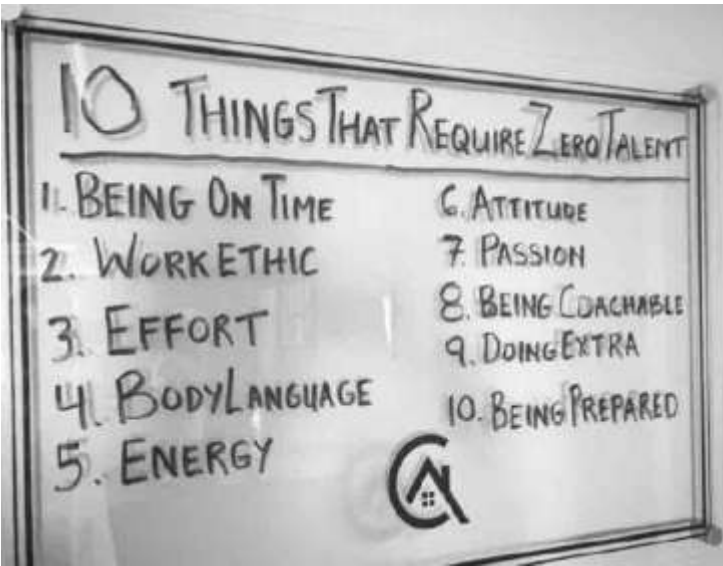 10 THINGS THAT REQUIRE ZERO TALENT
1. BEING ON TIME
2. WORK ETHIC
3. EFFORT
4. BODY LANGUAGE
5. ENERGY
6. ATTITUDE
7. PASSION
8. BEING COACHABLE
9. DOING EXTRA
10. BEING PREPARED